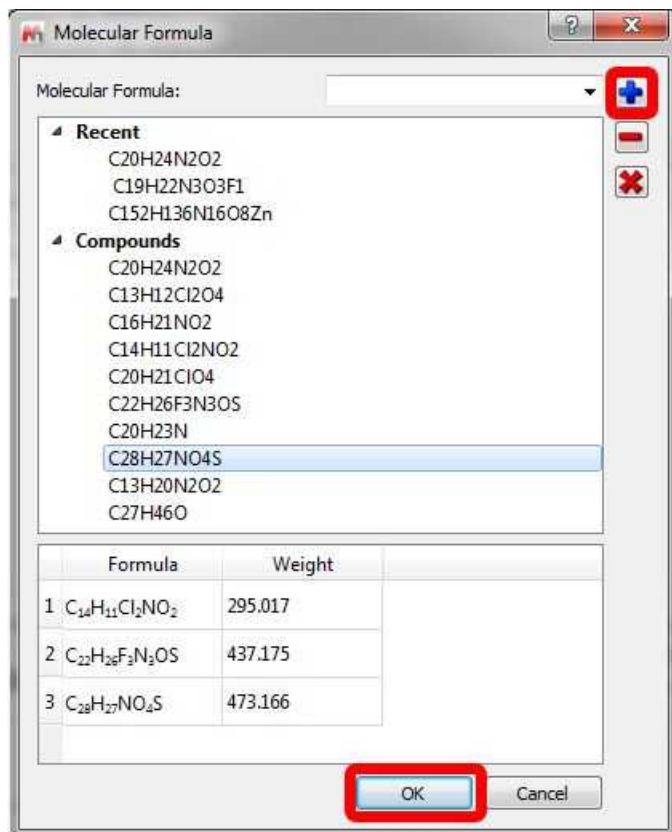 Molecular Formula
Molecular Formula:
Recent
C20H24N2O2
C19H22N3O3F1
C152H136N16O8Zn
Compounds
C20H24N2O2
C13H12Cl2O4
C16H21NO2
C14H11Cl2NO2
C20H21ClO4
C22H26F3N3OS
C20H23N
C28H27NO4S
C13H20N2O2
C27H46O
Formula Weight
1 C₁₄H₁₁Cl₂NO₂ 295.017
2 C₂₂H₂₆F₃N₃OS 437.175
3 C₂₈H₂₇NO₄S 473.166
OK Cancel